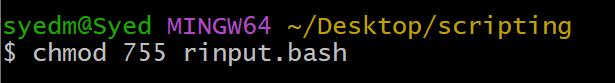 syedm@Syed MINGW64 ~/Desktop/scripting
$ chmod 755 rinput.bash